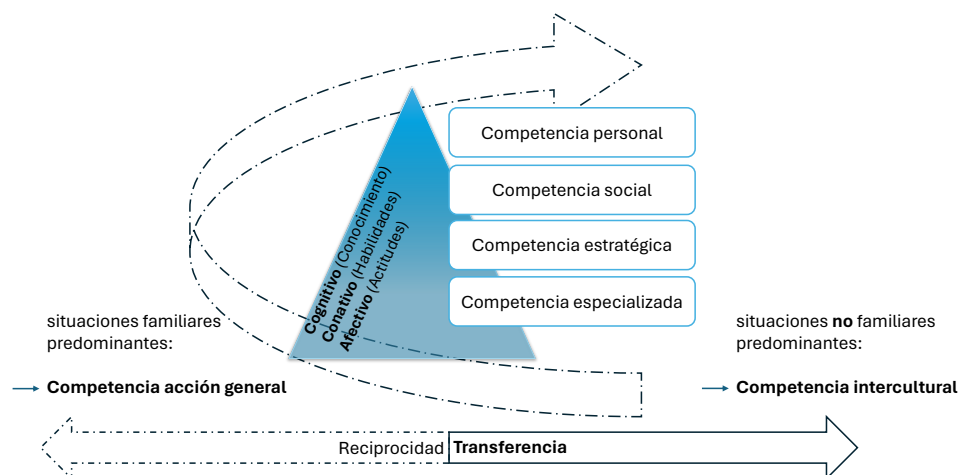 Competencia personal
Competencia social
Competencia estratégica
Competencia especializada
Cognitivo (Conocimiento)
Conativo (Habilidades)
Afectivo (Actitudes)
situaciones familiares
predominantes:
Competencia acción general
situaciones no familiares
predominantes:
Competencia intercultural
Reciprocidad
Transferencia